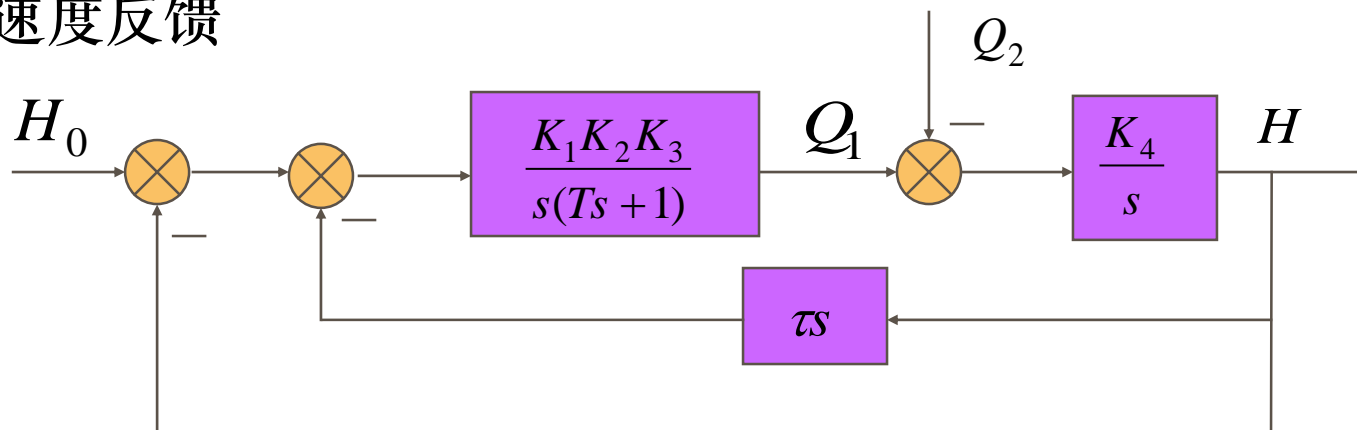 速度反馈
Q₂
H₀
K₁K₂K₃
s(Ts + 1)
Q₁
—
K₄
s
H
—
—
τs